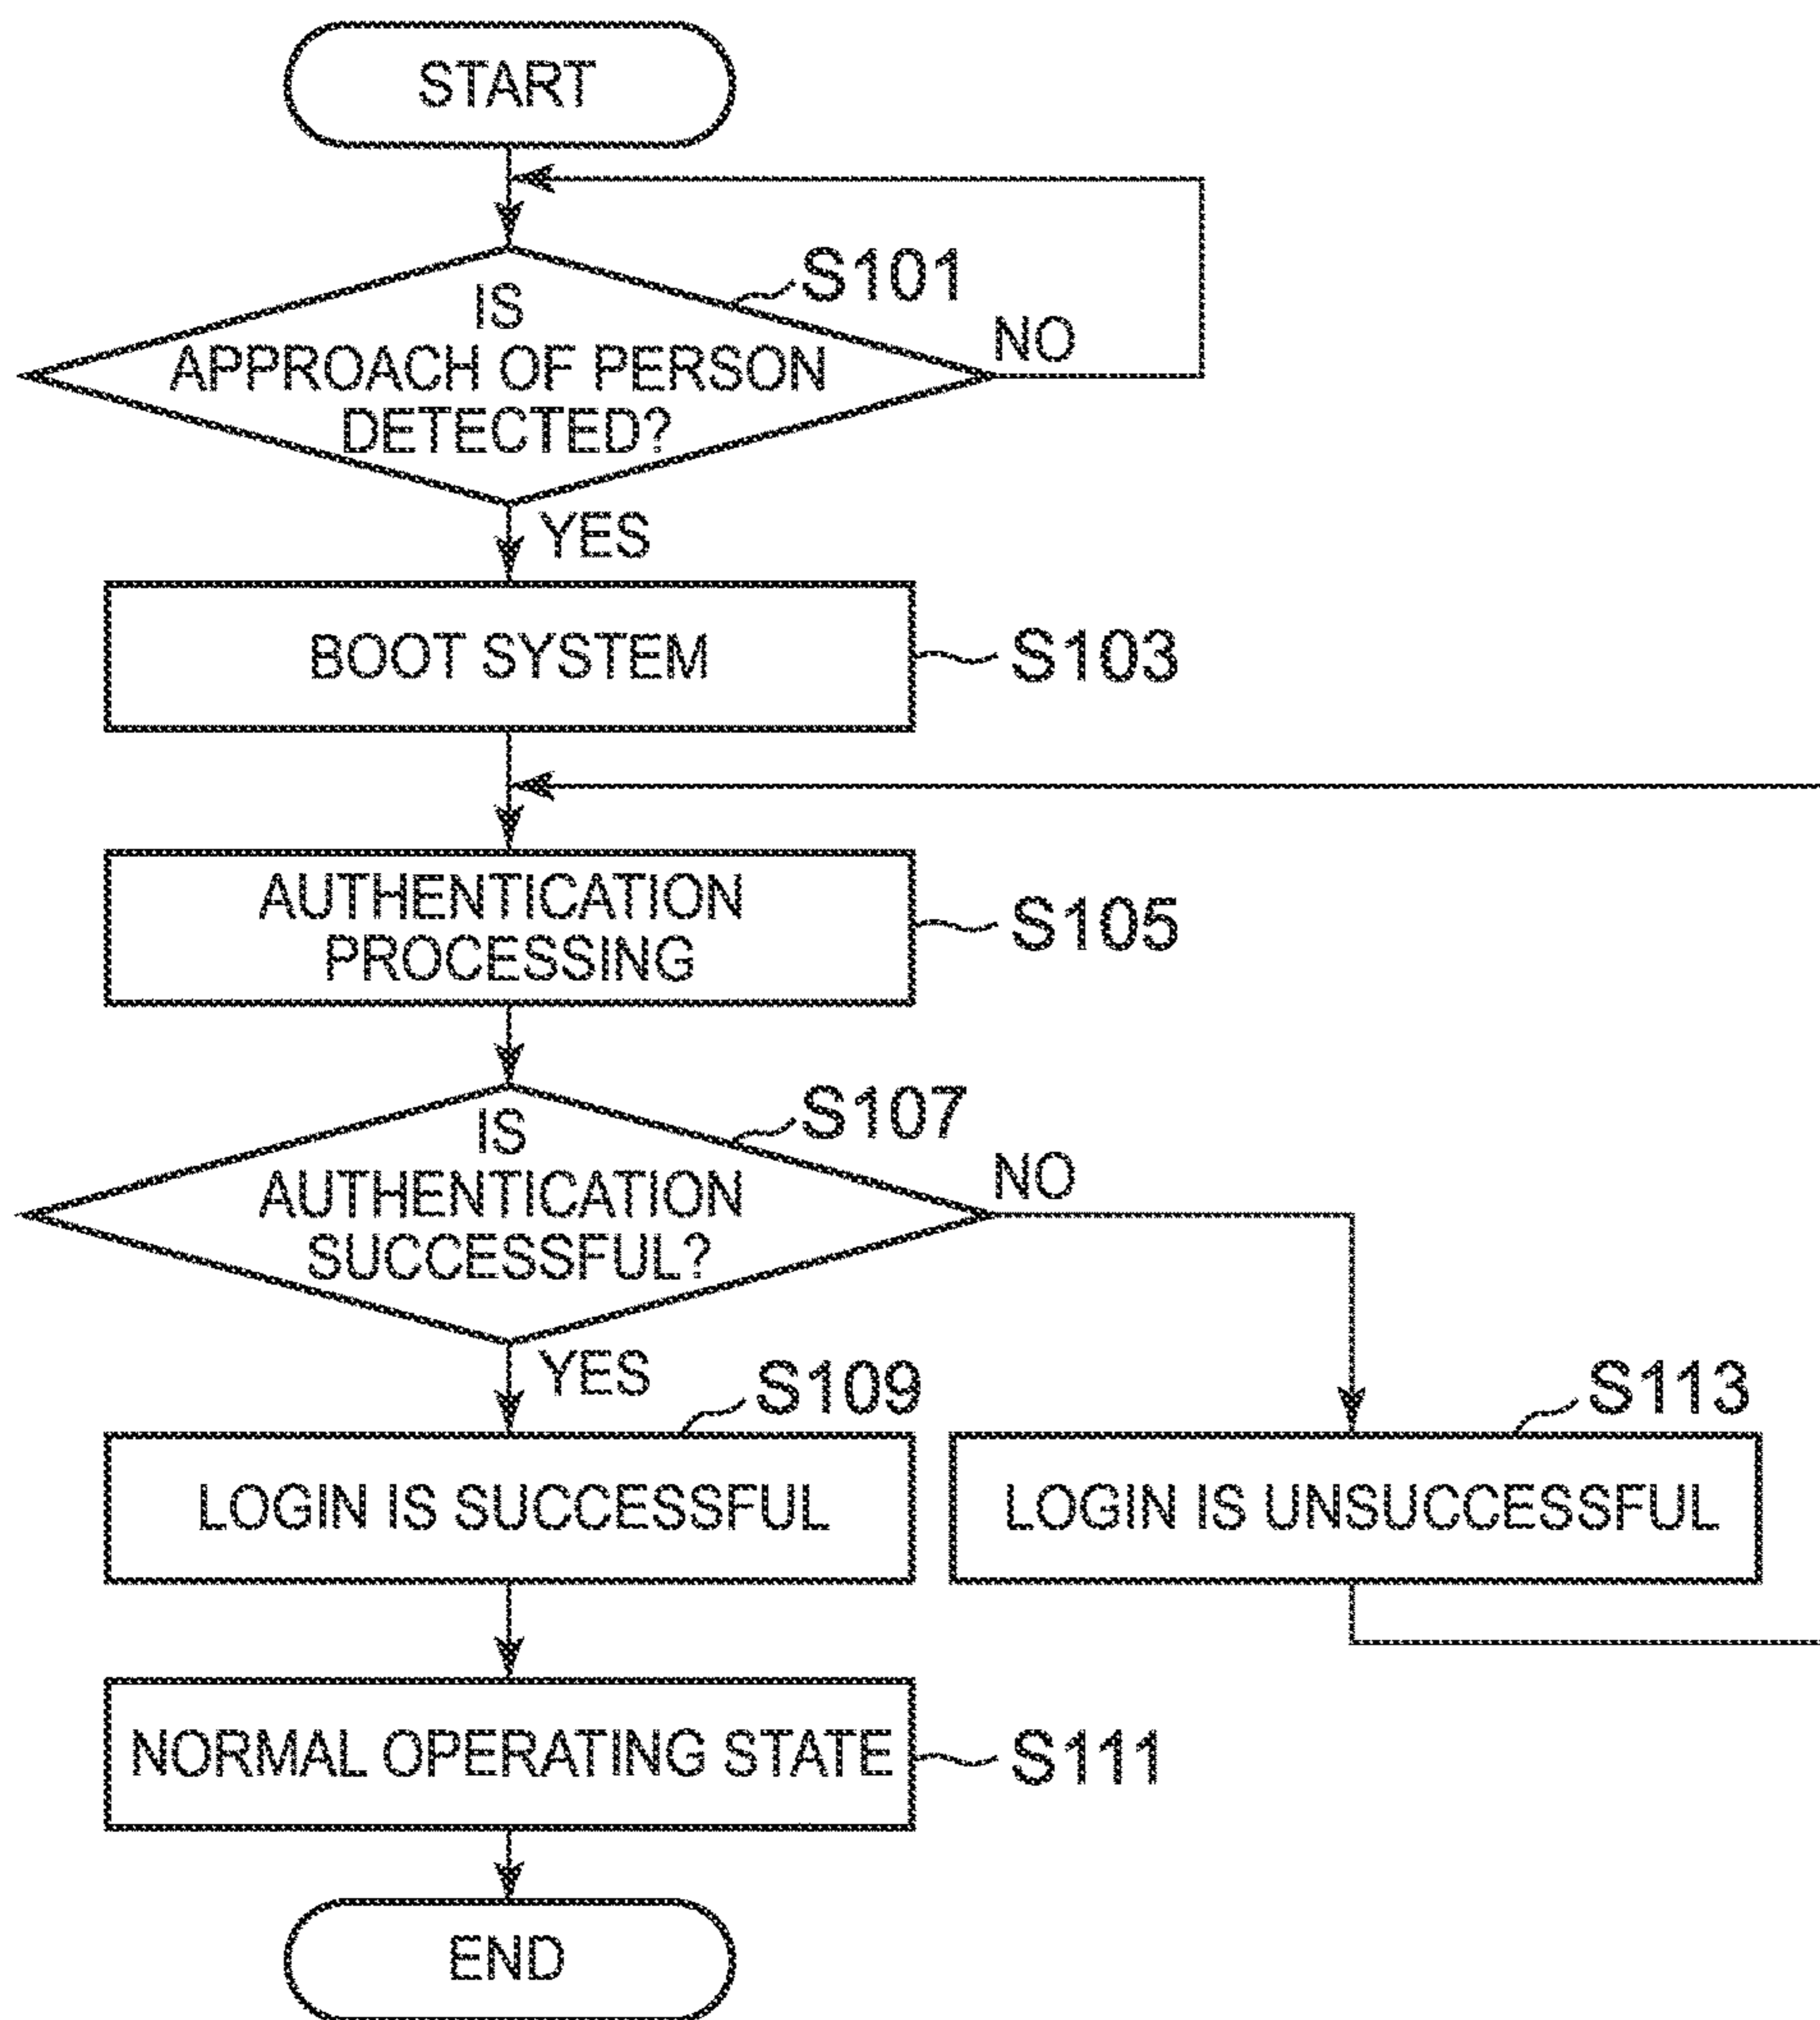 START
S101
IS
APPROACH OF PERSON
DETECTED?
NO
YES
BOOT SYSTEM
S103
AUTHENTICATION
PROCESSING
S105
S107
IS
AUTHENTICATION
SUCCESSFUL?
NO
YES
S109
S113
LOGIN IS SUCCESSFUL
LOGIN IS UNSUCCESSFUL
NORMAL OPERATING STATE
S111
END